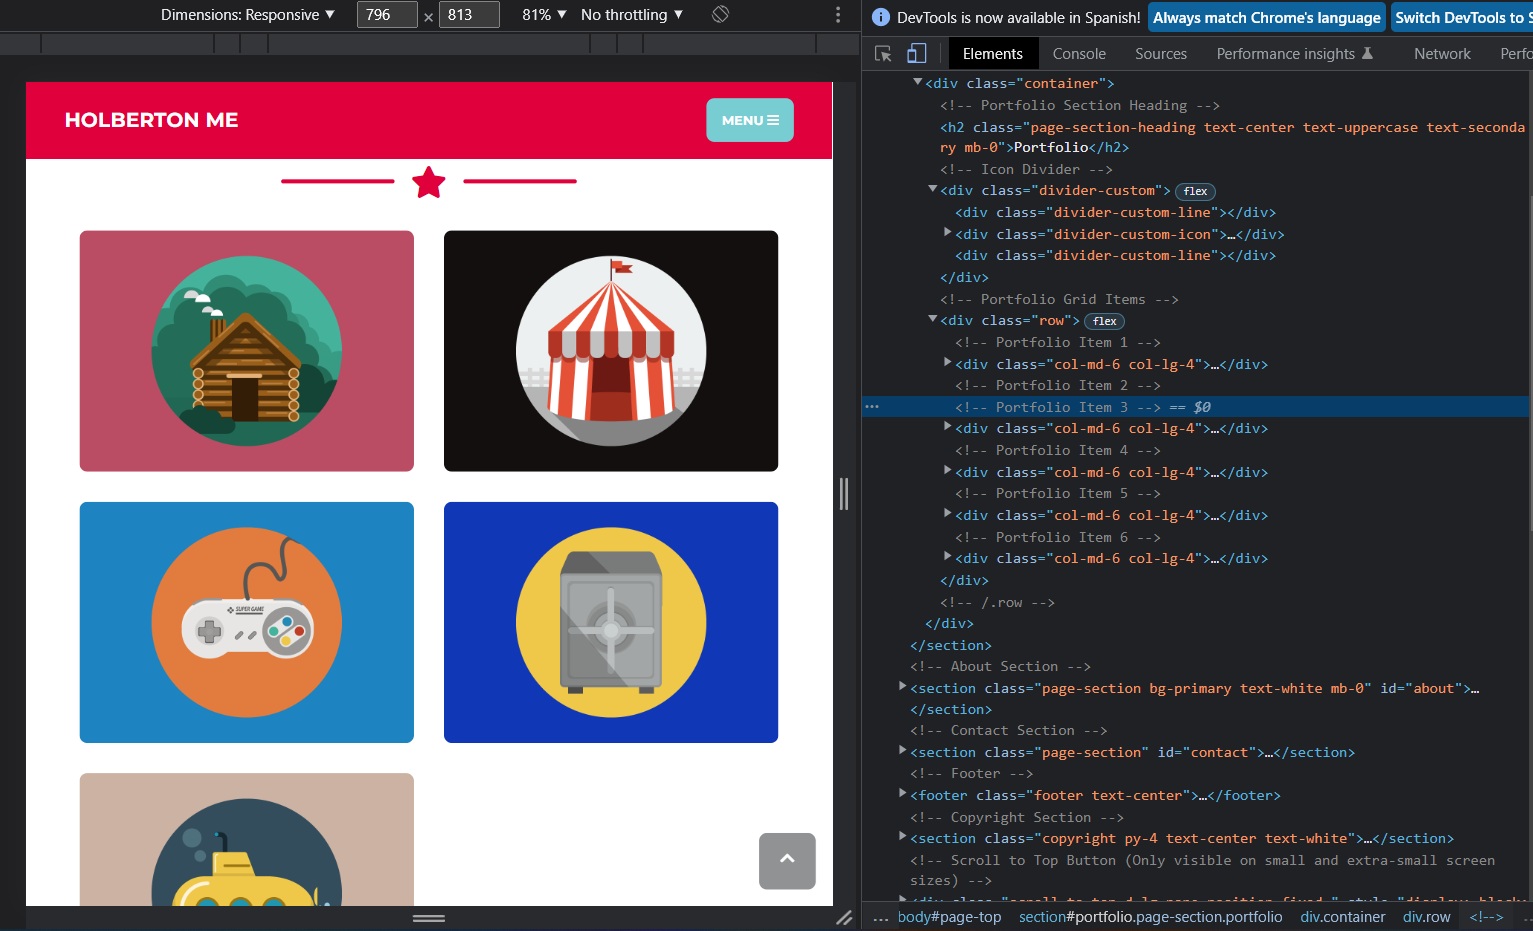 Dimensions: Responsive ▼ 796 × 813 81% ▼ No throttling ▼
HOLBERTON ME
MENU
SUPER GAME
DevTools is now available in Spanish! Always match Chrome's language Switch DevTools to S
Elements Console Sources Performance insights Network Perfo
<div class="container">
<!-- Portfolio Section Heading -->
<h2 class="page-section-heading text-center text-uppercase text-seconda
ry mb-0">Portfolio</h2>
<!-- Icon Divider -->
<div class="divider-custom"> flex
<div class="divider-custom-line"></div>
<div class="divider-custom-icon">…</div>
<div class="divider-custom-line"></div>
</div>
<!-- Portfolio Grid Items -->
<div class="row"> flex
<!-- Portfolio Item 1 -->
<div class="col-md-6 col-lg-4">…</div>
<!-- Portfolio Item 2 -->
<!-- Portfolio Item 3 --> == $0
<div class="col-md-6 col-lg-4">…</div>
<!-- Portfolio Item 4 -->
<div class="col-md-6 col-lg-4">…</div>
<!-- Portfolio Item 5 -->
<div class="col-md-6 col-lg-4">…</div>
<!-- Portfolio Item 6 -->
<div class="col-md-6 col-lg-4">…</div>
</div>
<!-- /.row -->
</div>
</section>
<!-- About Section -->
<section class="page-section bg-primary text-white mb-0" id="about">…
</section>
<!-- Contact Section -->
<section class="page-section" id="contact">…</section>
<!-- Footer -->
<footer class="footer text-center">…</footer>
<!-- Copyright Section -->
<section class="copyright py-4 text-center text-white">…</section>
<!-- Scroll to Top Button (Only visible on small and extra-small screen
sizes) -->
… body#page-top section#portfolio.page-section.portfolio div.container div.row <!-->